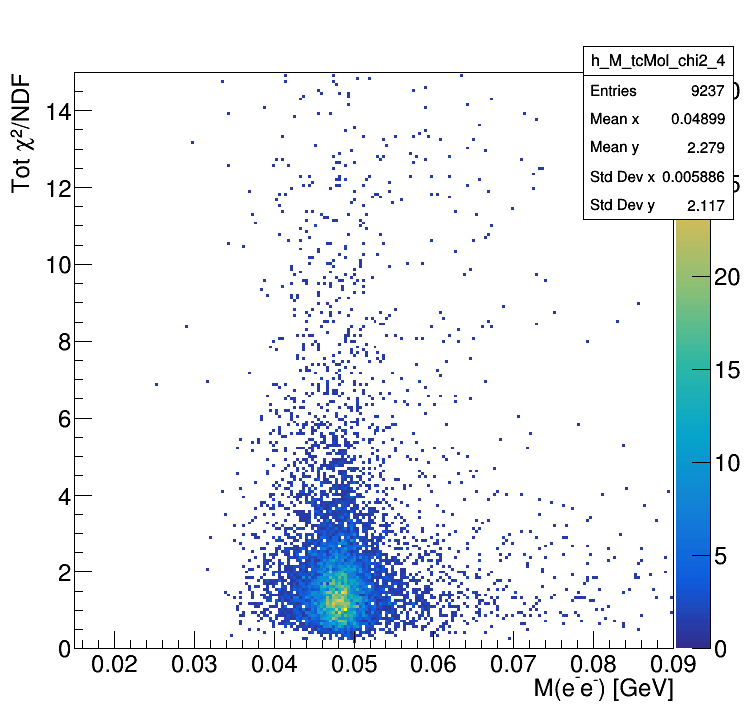 h_M_tcMol_chi2_4
Entries 9237
Mean x 0.04899
Mean y 2.279
Std Dev x 0.005886
Std Dev y 2.117
Tot χ²/NDF
14
12
10
8
6
4
2
0
0.02 0.03 0.04 0.05 0.06 0.07 0.08 0.09
M(e⁻e⁻) [GeV]
20
15
10
5
0